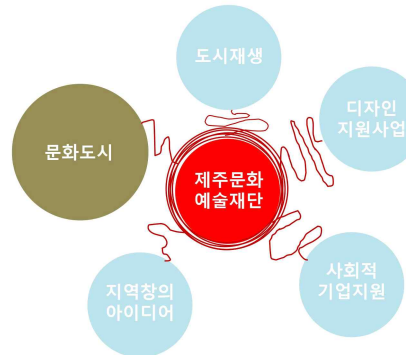 도시재생
디자인
지원사업
문화도시
제주문화
예술재단
사회적
기업지원
지역창의
아이디어